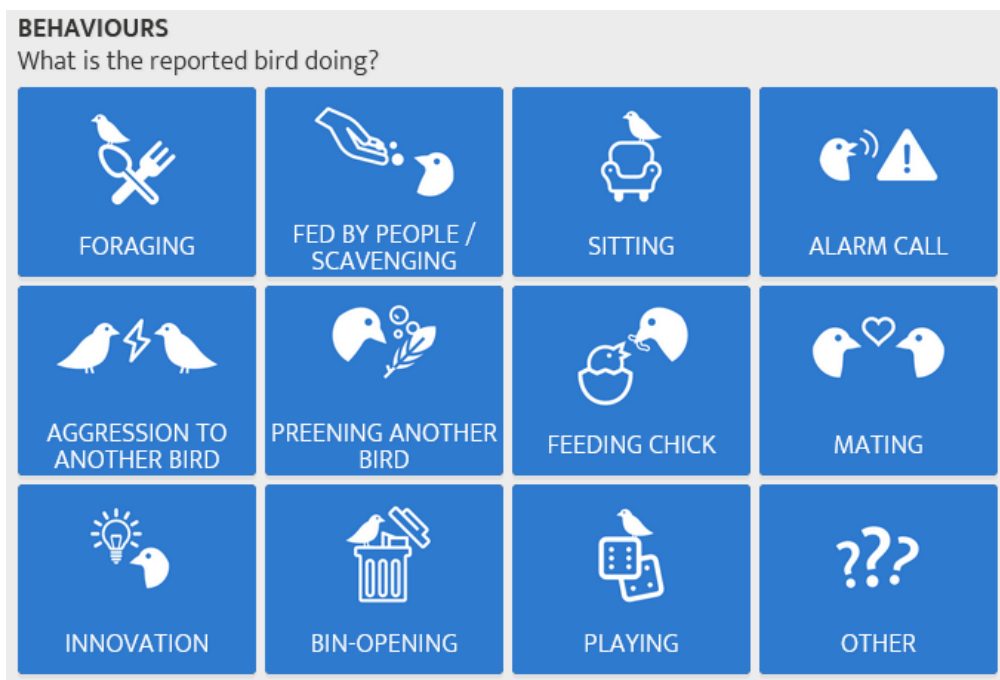 BEHAVIOURS
What is the reported bird doing?
FORAGING
FED BY PEOPLE /
SCAVENGING
SITTING
ALARM CALL
AGGRESSION TO
ANOTHER BIRD
PREENING ANOTHER
BIRD
FEEDING CHICK
MATING
INNOVATION
BIN-OPENING
PLAYING
???
OTHER